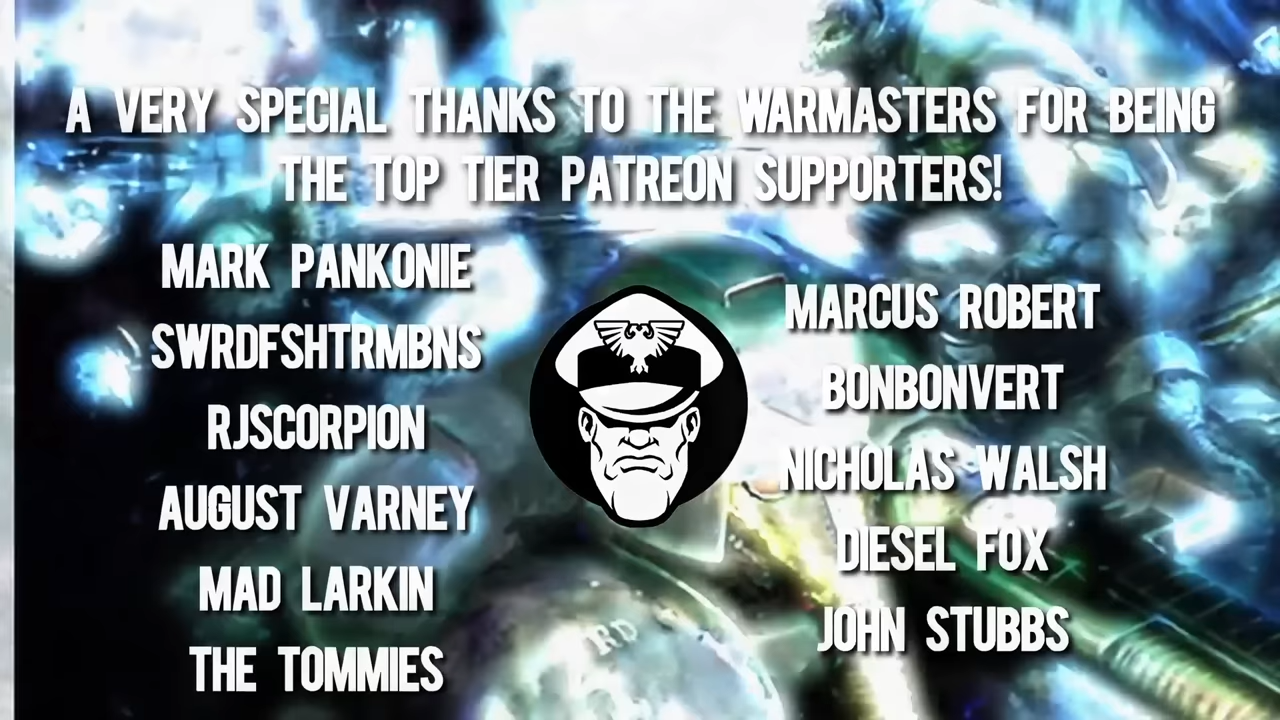 A VERY SPECIAL THANKS TO THE WARMASTERS FOR BEING
THE TOP TIER PATREON SUPPORTERS!
MARK PANKONIE
SWRDFSHTRMBNS
RJSCORPION
AUGUST VARNEY
MAD LARKIN
THE TOMMIES
MARCUS ROBERT
BONBONVERT
NICHOLAS WALSH
DIESEL FOX
JOHN STUBBS